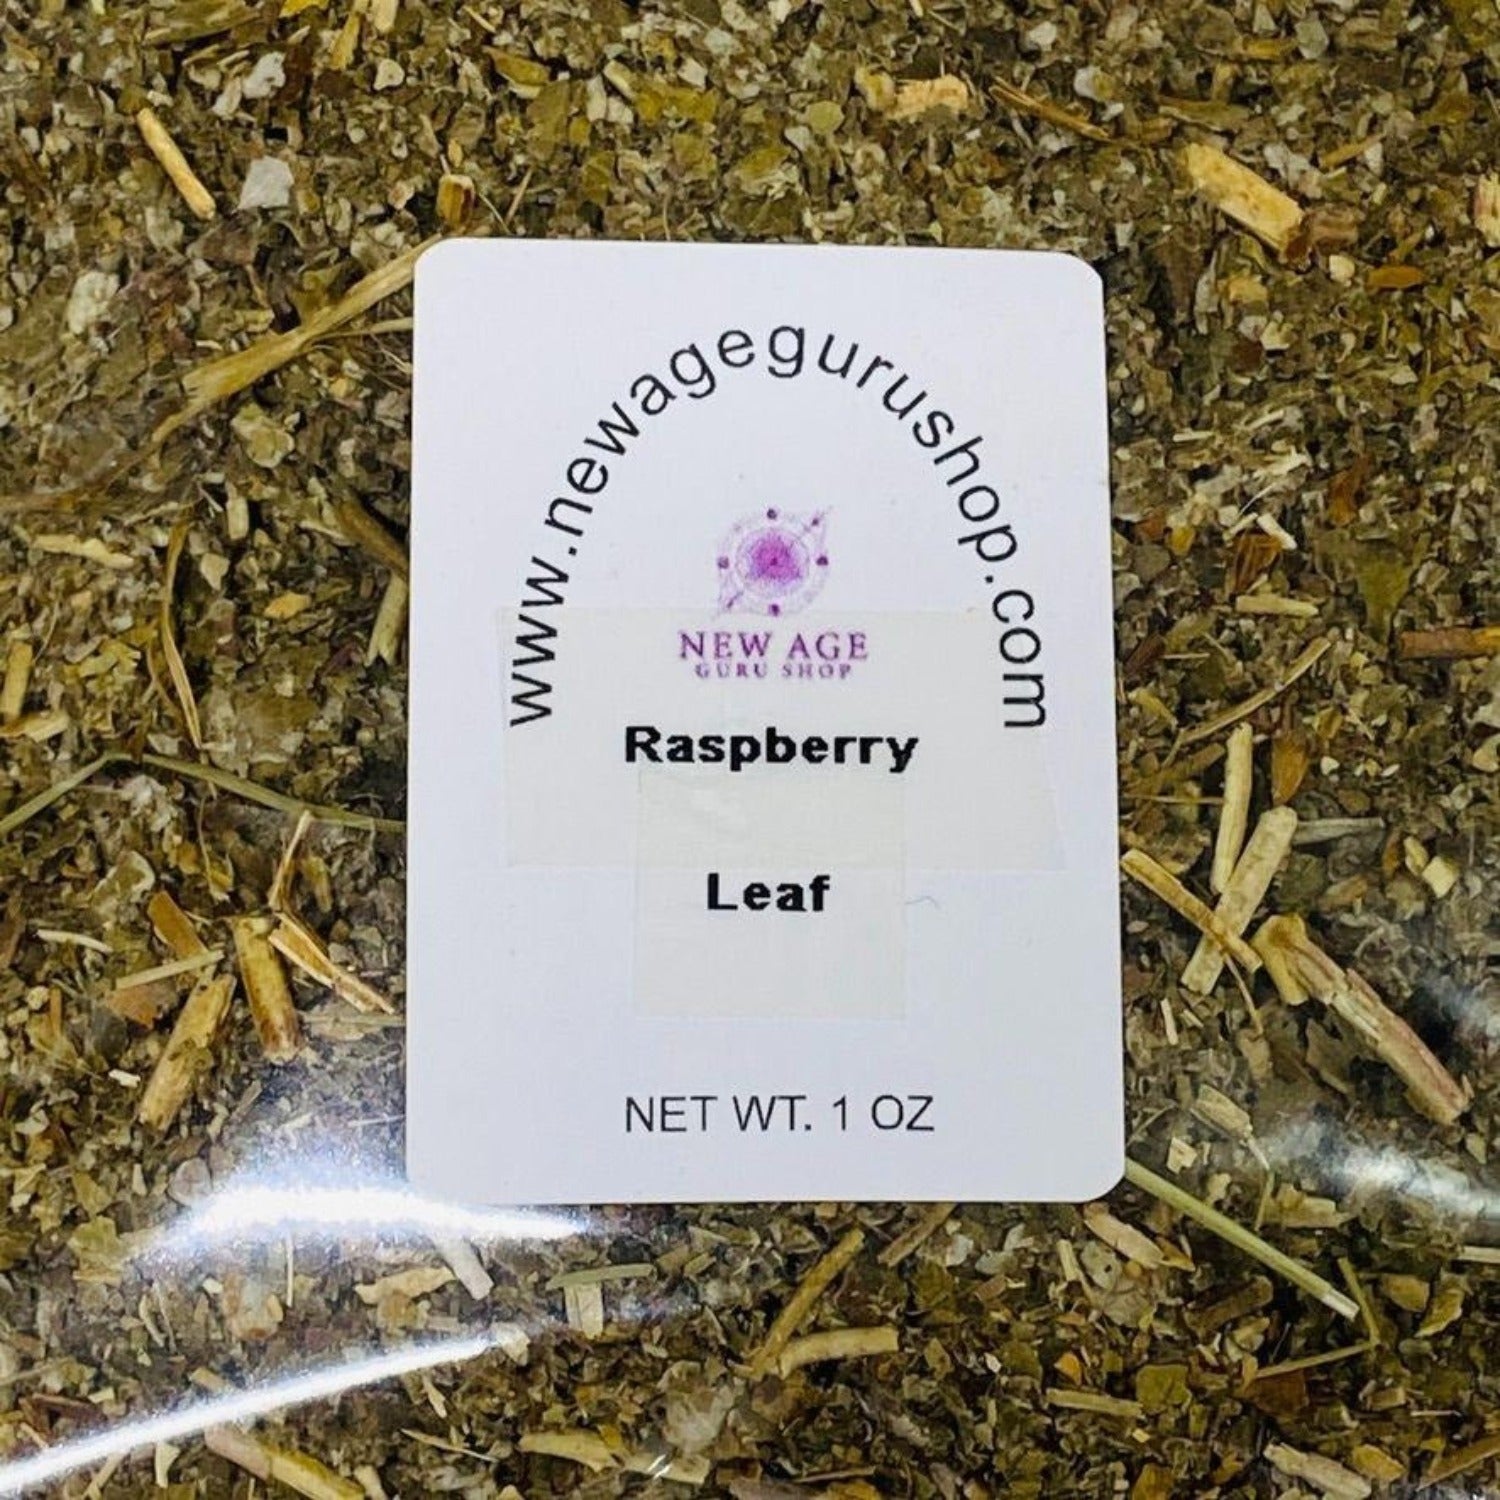 www.newagegurushop.com
NEW AGE
GURU SHOP
Raspberry
Leaf
NET WT. 1 OZ